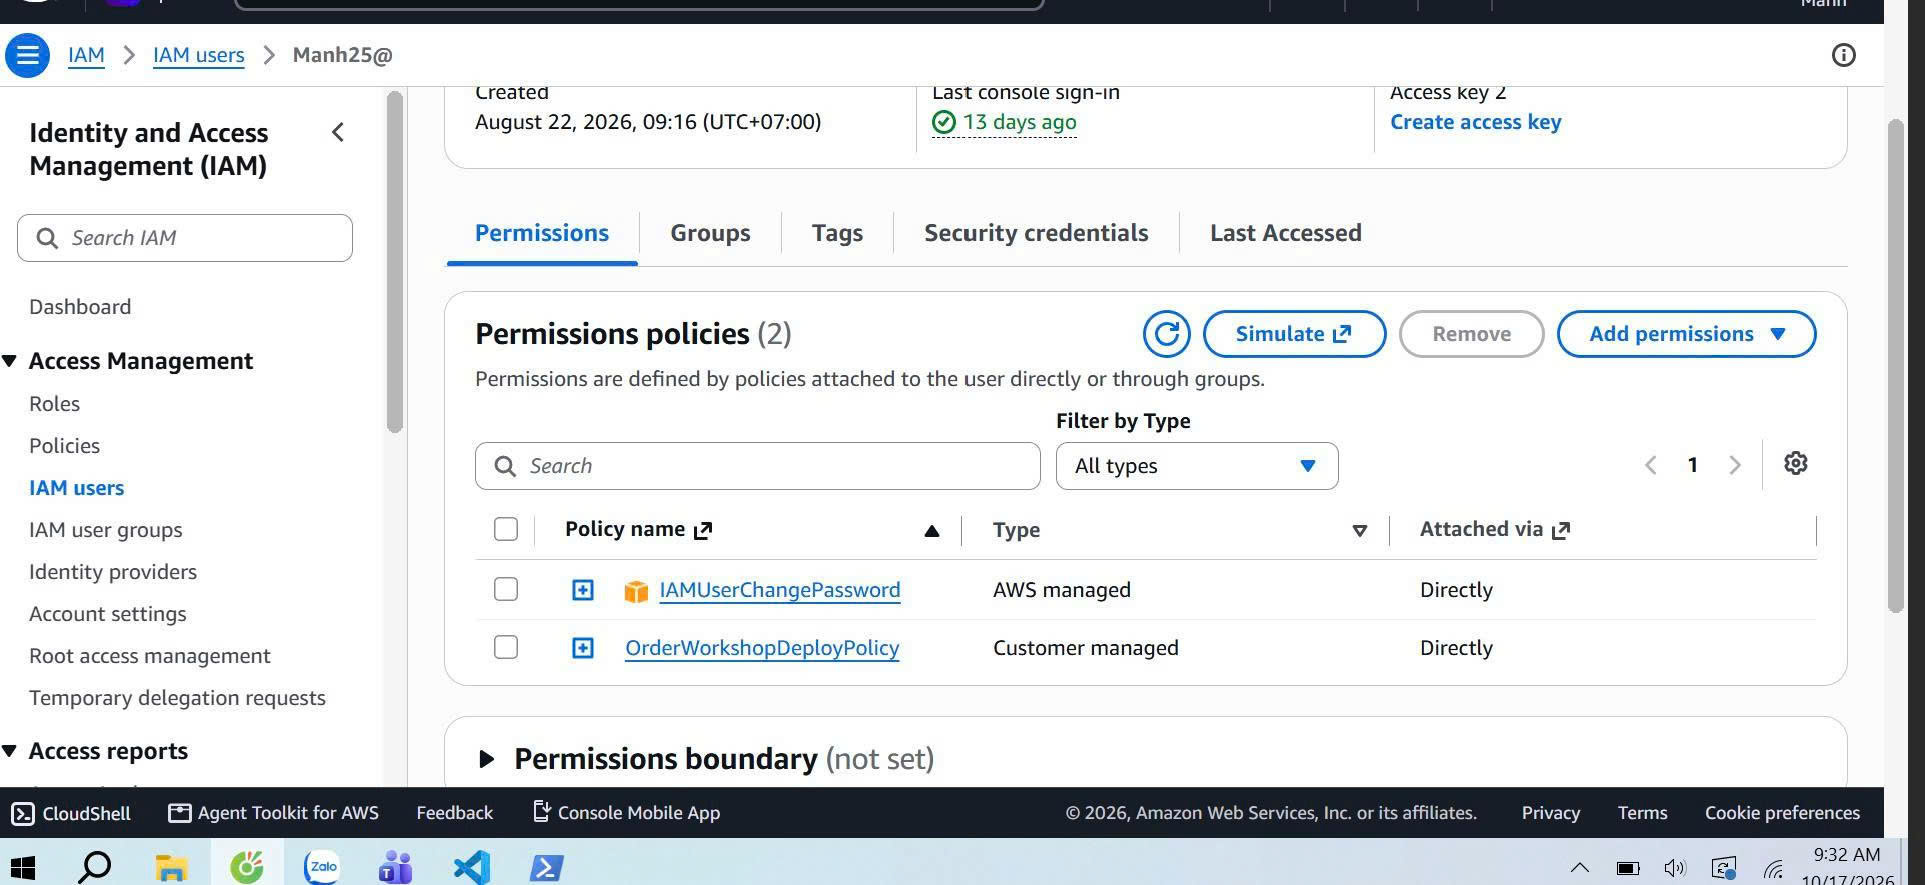 Manh
IAM
IAM users
Manh25@
Identity and Access
Management (IAM)
Search IAM
Dashboard
Access Management
Roles
Policies
IAM users
IAM user groups
Identity providers
Account settings
Root access management
Temporary delegation requests
Access reports
Created
August 22, 2026, 09:16 (UTC+07:00)
Last console sign-in
13 days ago
Access key 2
Create access key
Permissions
Groups
Tags
Security credentials
Last Accessed
Permissions policies (2)
Simulate
Remove
Add permissions
Permissions are defined by policies attached to the user directly or through groups.
Filter by Type
Search
All types
1
Policy name
Type
Attached via
IAMUserChangePassword
AWS managed
Directly
OrderWorkshopDeployPolicy
Customer managed
Directly
Permissions boundary (not set)
CloudShell
Agent Toolkit for AWS
Feedback
Console Mobile App
© 2026, Amazon Web Services, Inc. or its affiliates.
Privacy
Terms
Cookie preferences
Zalo
T
9:32 AM
10/17/2026